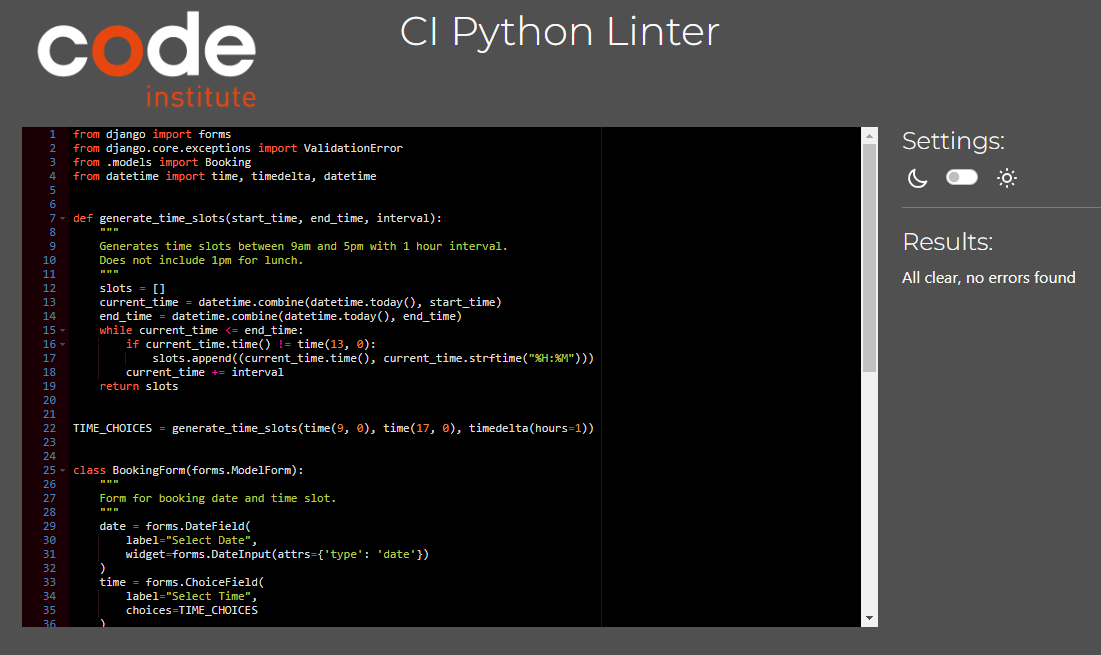 code
institute
CI Python Linter
1 from django import forms
2 from django.core.exceptions import ValidationError
3 from .models import Booking
4 from datetime import time, timedelta, datetime
5
6
7 def generate_time_slots(start_time, end_time, interval):
8     """
9     Generates time slots between 9am and 5pm with 1 hour interval.
10     Does not include 1pm for lunch.
11     """
12     slots = []
13     current_time = datetime.combine(datetime.today(), start_time)
14     end_time = datetime.combine(datetime.today(), end_time)
15     while current_time <= end_time:
16         if current_time.time() != time(13, 0):
17             slots.append((current_time.time(), current_time.strftime("%H:%M")))
18         current_time += interval
19     return slots
20
21
22 TIME_CHOICES = generate_time_slots(time(9, 0), time(17, 0), timedelta(hours=1))
23
24
25 class BookingForm(forms.ModelForm):
26     """
27     Form for booking date and time slot.
28     """
29     date = forms.DateField(
30         label="Select Date",
31         widget=forms.DateInput(attrs={'type': 'date'})
32     )
33     time = forms.ChoiceField(
34         label="Select Time",
35         choices=TIME_CHOICES
36     )
Settings:
Results:
All clear, no errors found